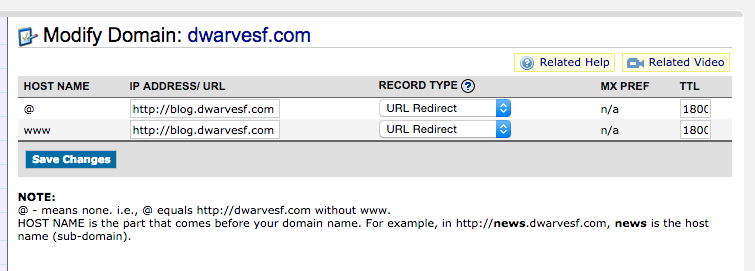 Modify Domain: dwarvesf.com
Related Help Related Video
HOST NAME IP ADDRESS/ URL RECORD TYPE ? MX PREF TTL
@ http://blog.dwarvesf.com URL Redirect n/a 1800
www http://blog.dwarvesf.com URL Redirect n/a 1800
Save Changes
NOTE:
@ - means none. i.e., @ equals http://dwarvesf.com without www.
HOST NAME is the part that comes before your domain name. For example, in http://news.dwarvesf.com, news is the host
name (sub-domain).